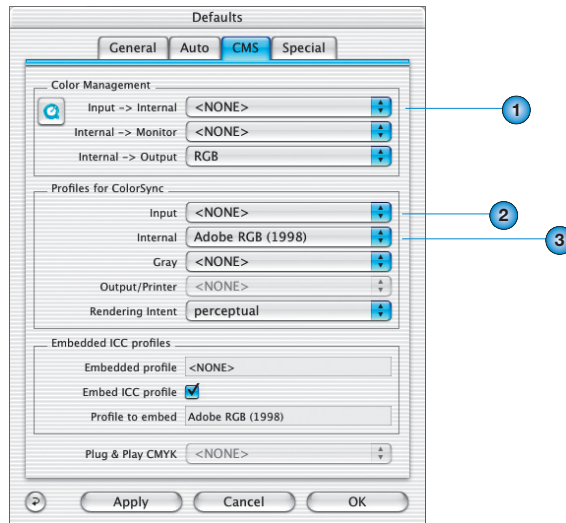 Defaults
General Auto CMS Special
Color Management
Input -> Internal <NONE> 1
Internal -> Monitor <NONE>
Internal -> Output RGB
Profiles for ColorSync
Input <NONE> 2
Internal Adobe RGB (1998) 3
Gray <NONE>
Output/Printer <NONE>
Rendering Intent perceptual
Embedded ICC profiles
Embedded profile <NONE>
Embed ICC profile
Profile to embed Adobe RGB (1998)
Plug & Play CMYK <NONE>
Apply Cancel OK